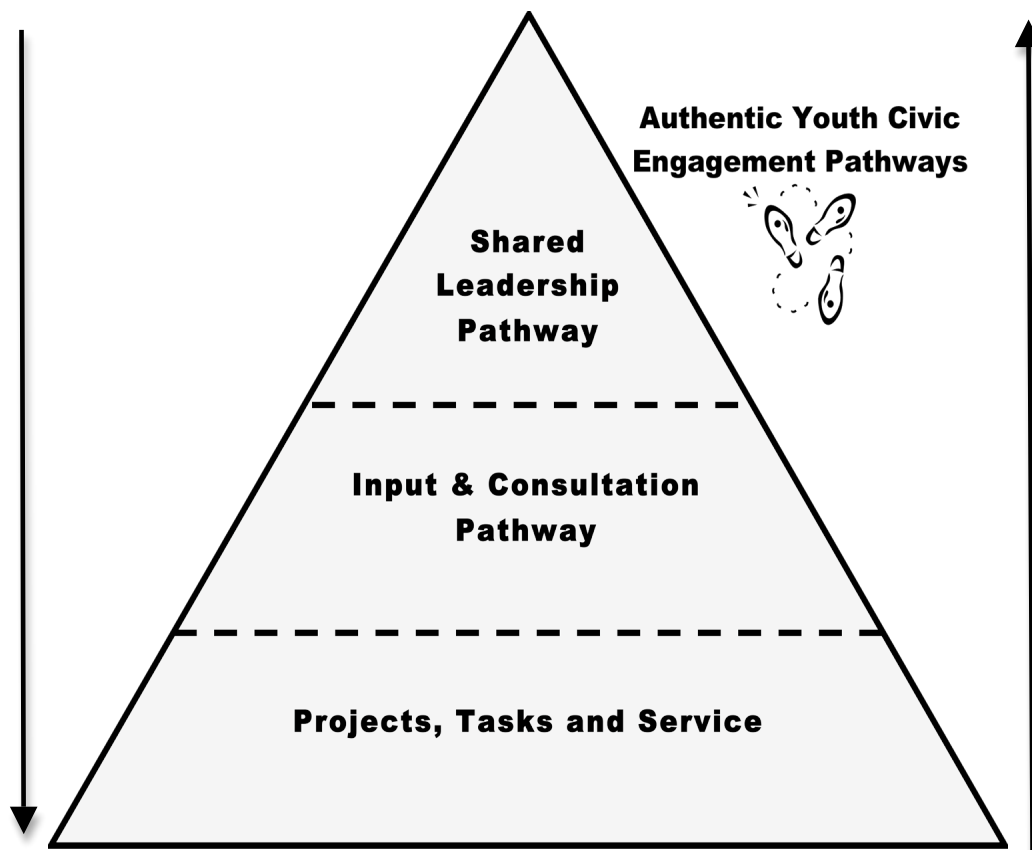 Authentic Youth Civic
Engagement Pathways
Shared
Leadership
Pathway
Input & Consultation
Pathway
Projects, Tasks and Service